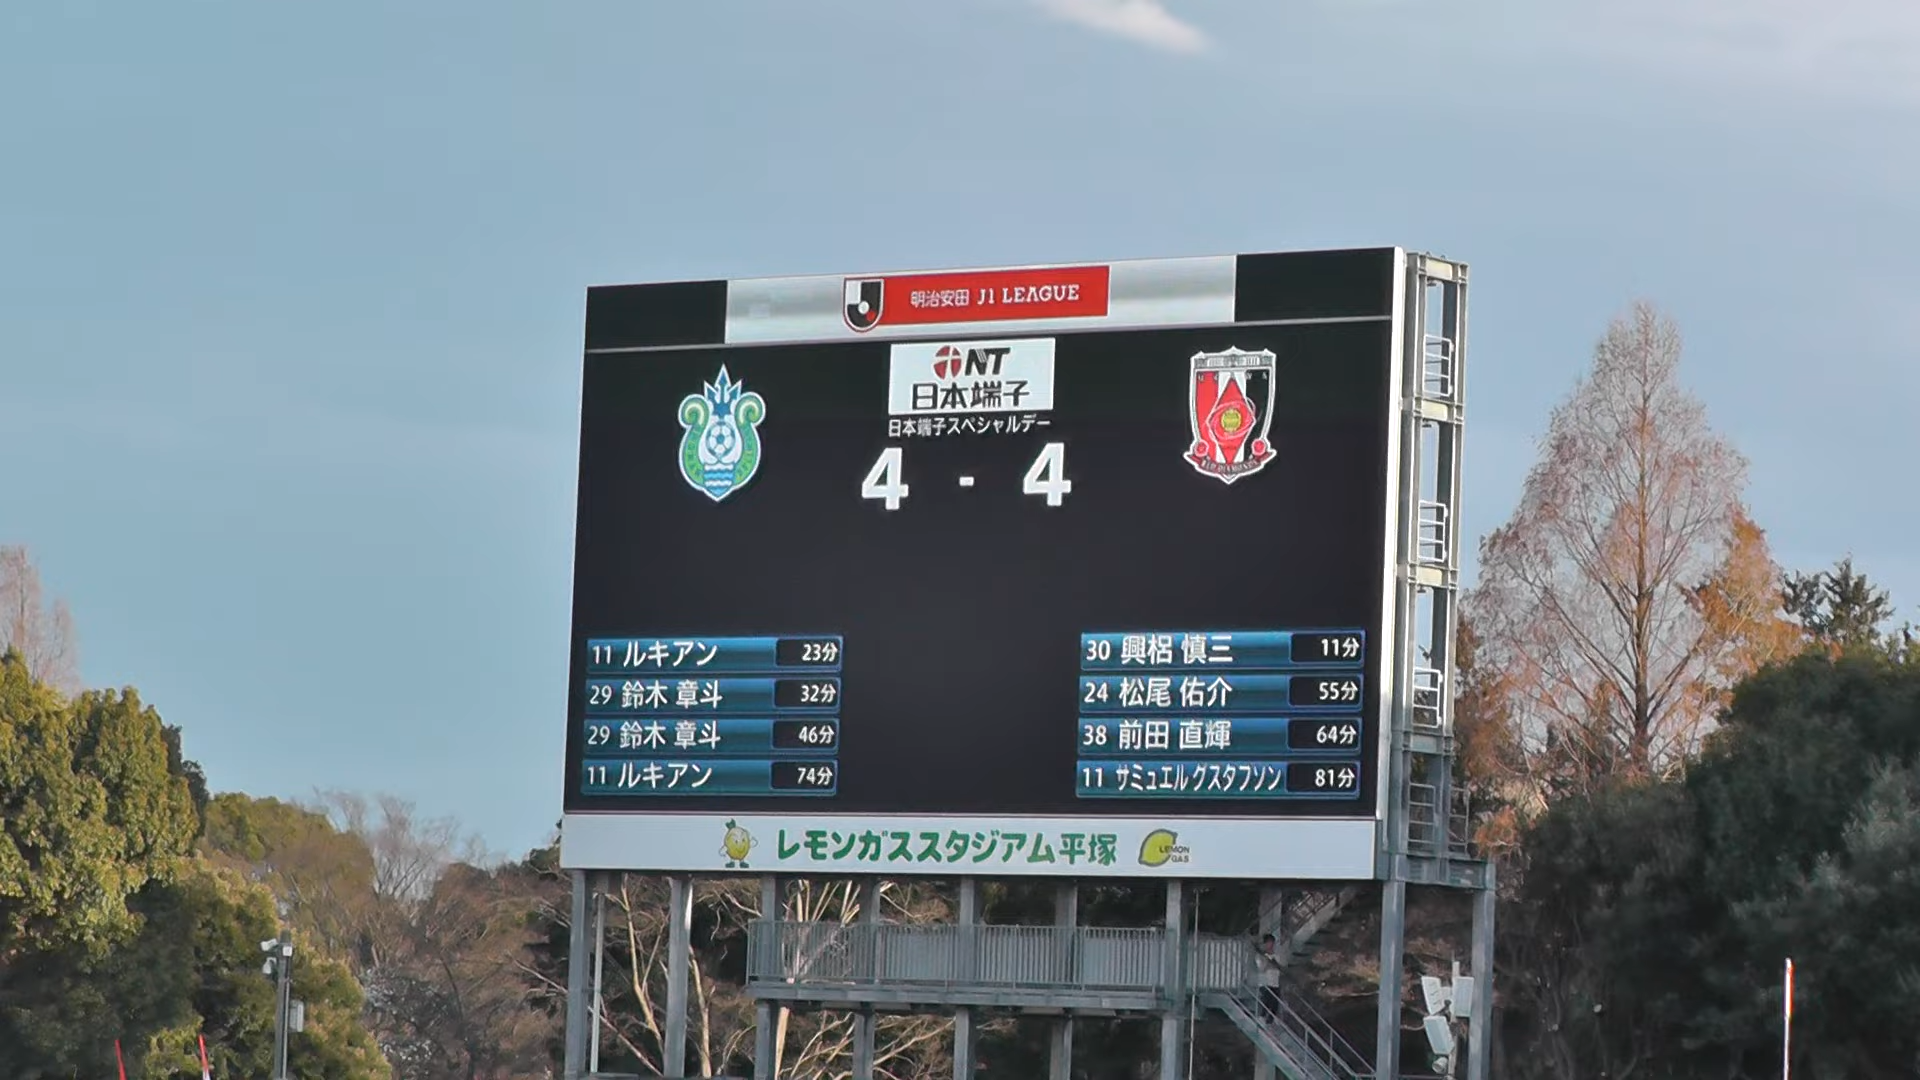 明治安田 J1 LEAGUE
NT
日本端子
日本端子スペシャルデー
4 - 4
11 ルキアン 23分
29 鈴木 章斗 32分
29 鈴木 章斗 46分
11 ルキアン 74分
30 興梠 慎三 11分
24 松尾 佑介 55分
38 前田 直輝 64分
11 サミュエル グスタフソン 81分
レモンガススタジアム平塚
LEMON GAS